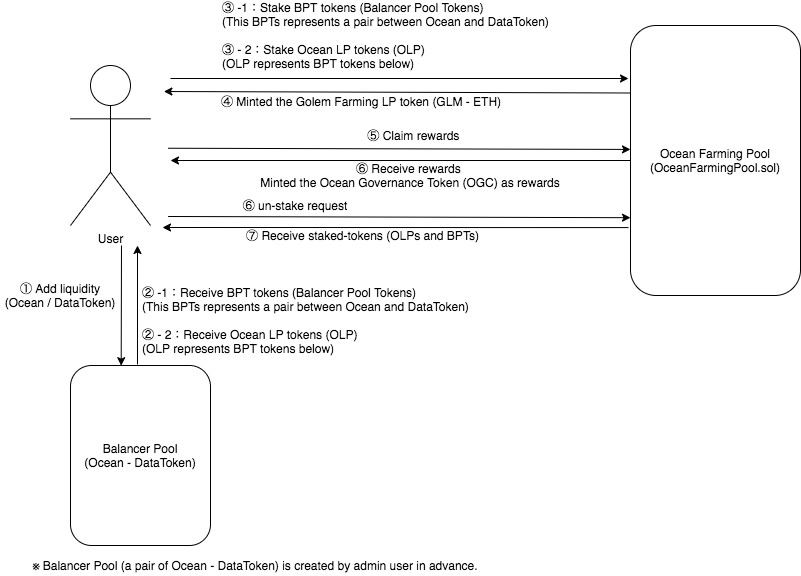 ③ -1：Stake BPT tokens (Balancer Pool Tokens)
(This BPTs represents a pair between Ocean and DataToken)
③ - 2：Stake Ocean LP tokens (OLP)
(OLP represents BPT tokens below)
④ Minted the Golem Farming LP token (GLM - ETH)
⑤ Claim rewards
⑥ Receive rewards
Minted the Ocean Governance Token (OGC) as rewards
⑥ un-stake request
⑦ Receive staked-tokens (OLPs and BPTs)
Ocean Farming Pool
(OceanFarmingPool.sol)
User
① Add liquidity
(Ocean / DataToken)
② -1：Receive BPT tokens (Balancer Pool Tokens)
(This BPTs represents a pair between Ocean and DataToken)
② - 2：Receive Ocean LP tokens (OLP)
(OLP represents BPT tokens below)
Balancer Pool
(Ocean - DataToken)
※ Balancer Pool (a pair of Ocean - DataToken) is created by admin user in advance.